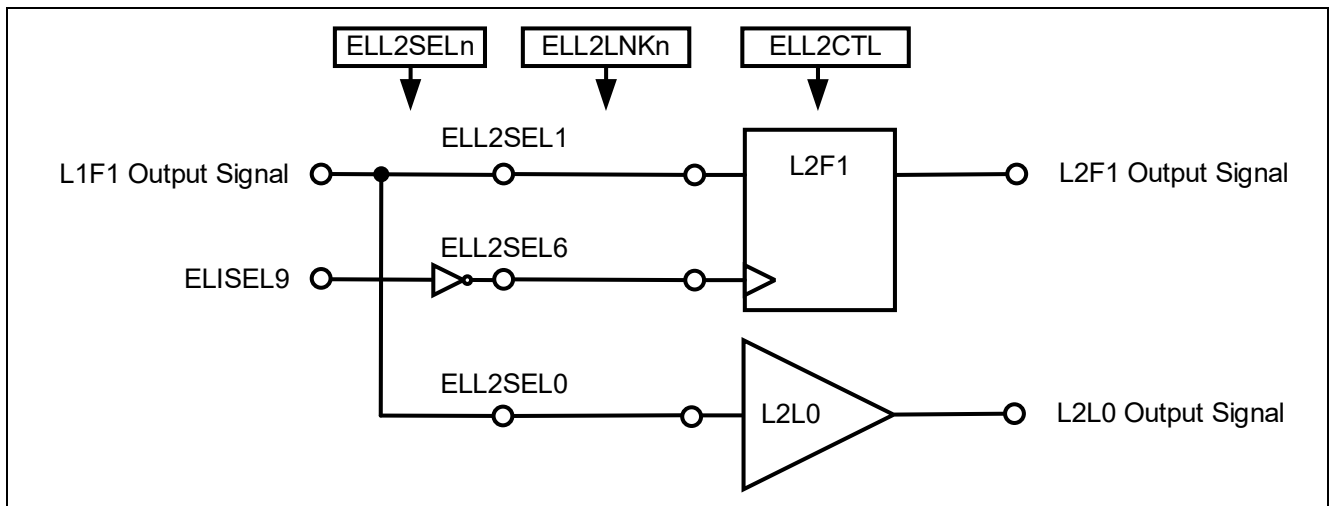 ELL2SELn
ELL2LNKn
ELL2CTL
ELL2SEL1
L1F1 Output Signal
L2F1
L2F1 Output Signal
ELL2SEL6
ELISEL9
ELL2SEL0
L2L0
L2L0 Output Signal